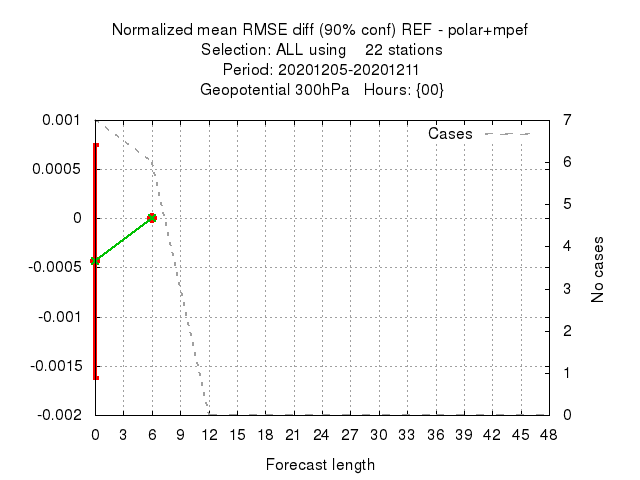 Normalized mean RMSE diff (90% conf) REF - polar+mpef
Selection: ALL using    22 stations
Period: 20201205-20201211
Geopotential 300hPa   Hours: {00}
Cases
0.001
0.0005
0
-0.0005
-0.001
-0.0015
-0.002
7
6
5
4
3
2
1
0
No cases
0 3 6 9 12 15 18 21 24 27 30 33 36 39 42 45 48
Forecast length